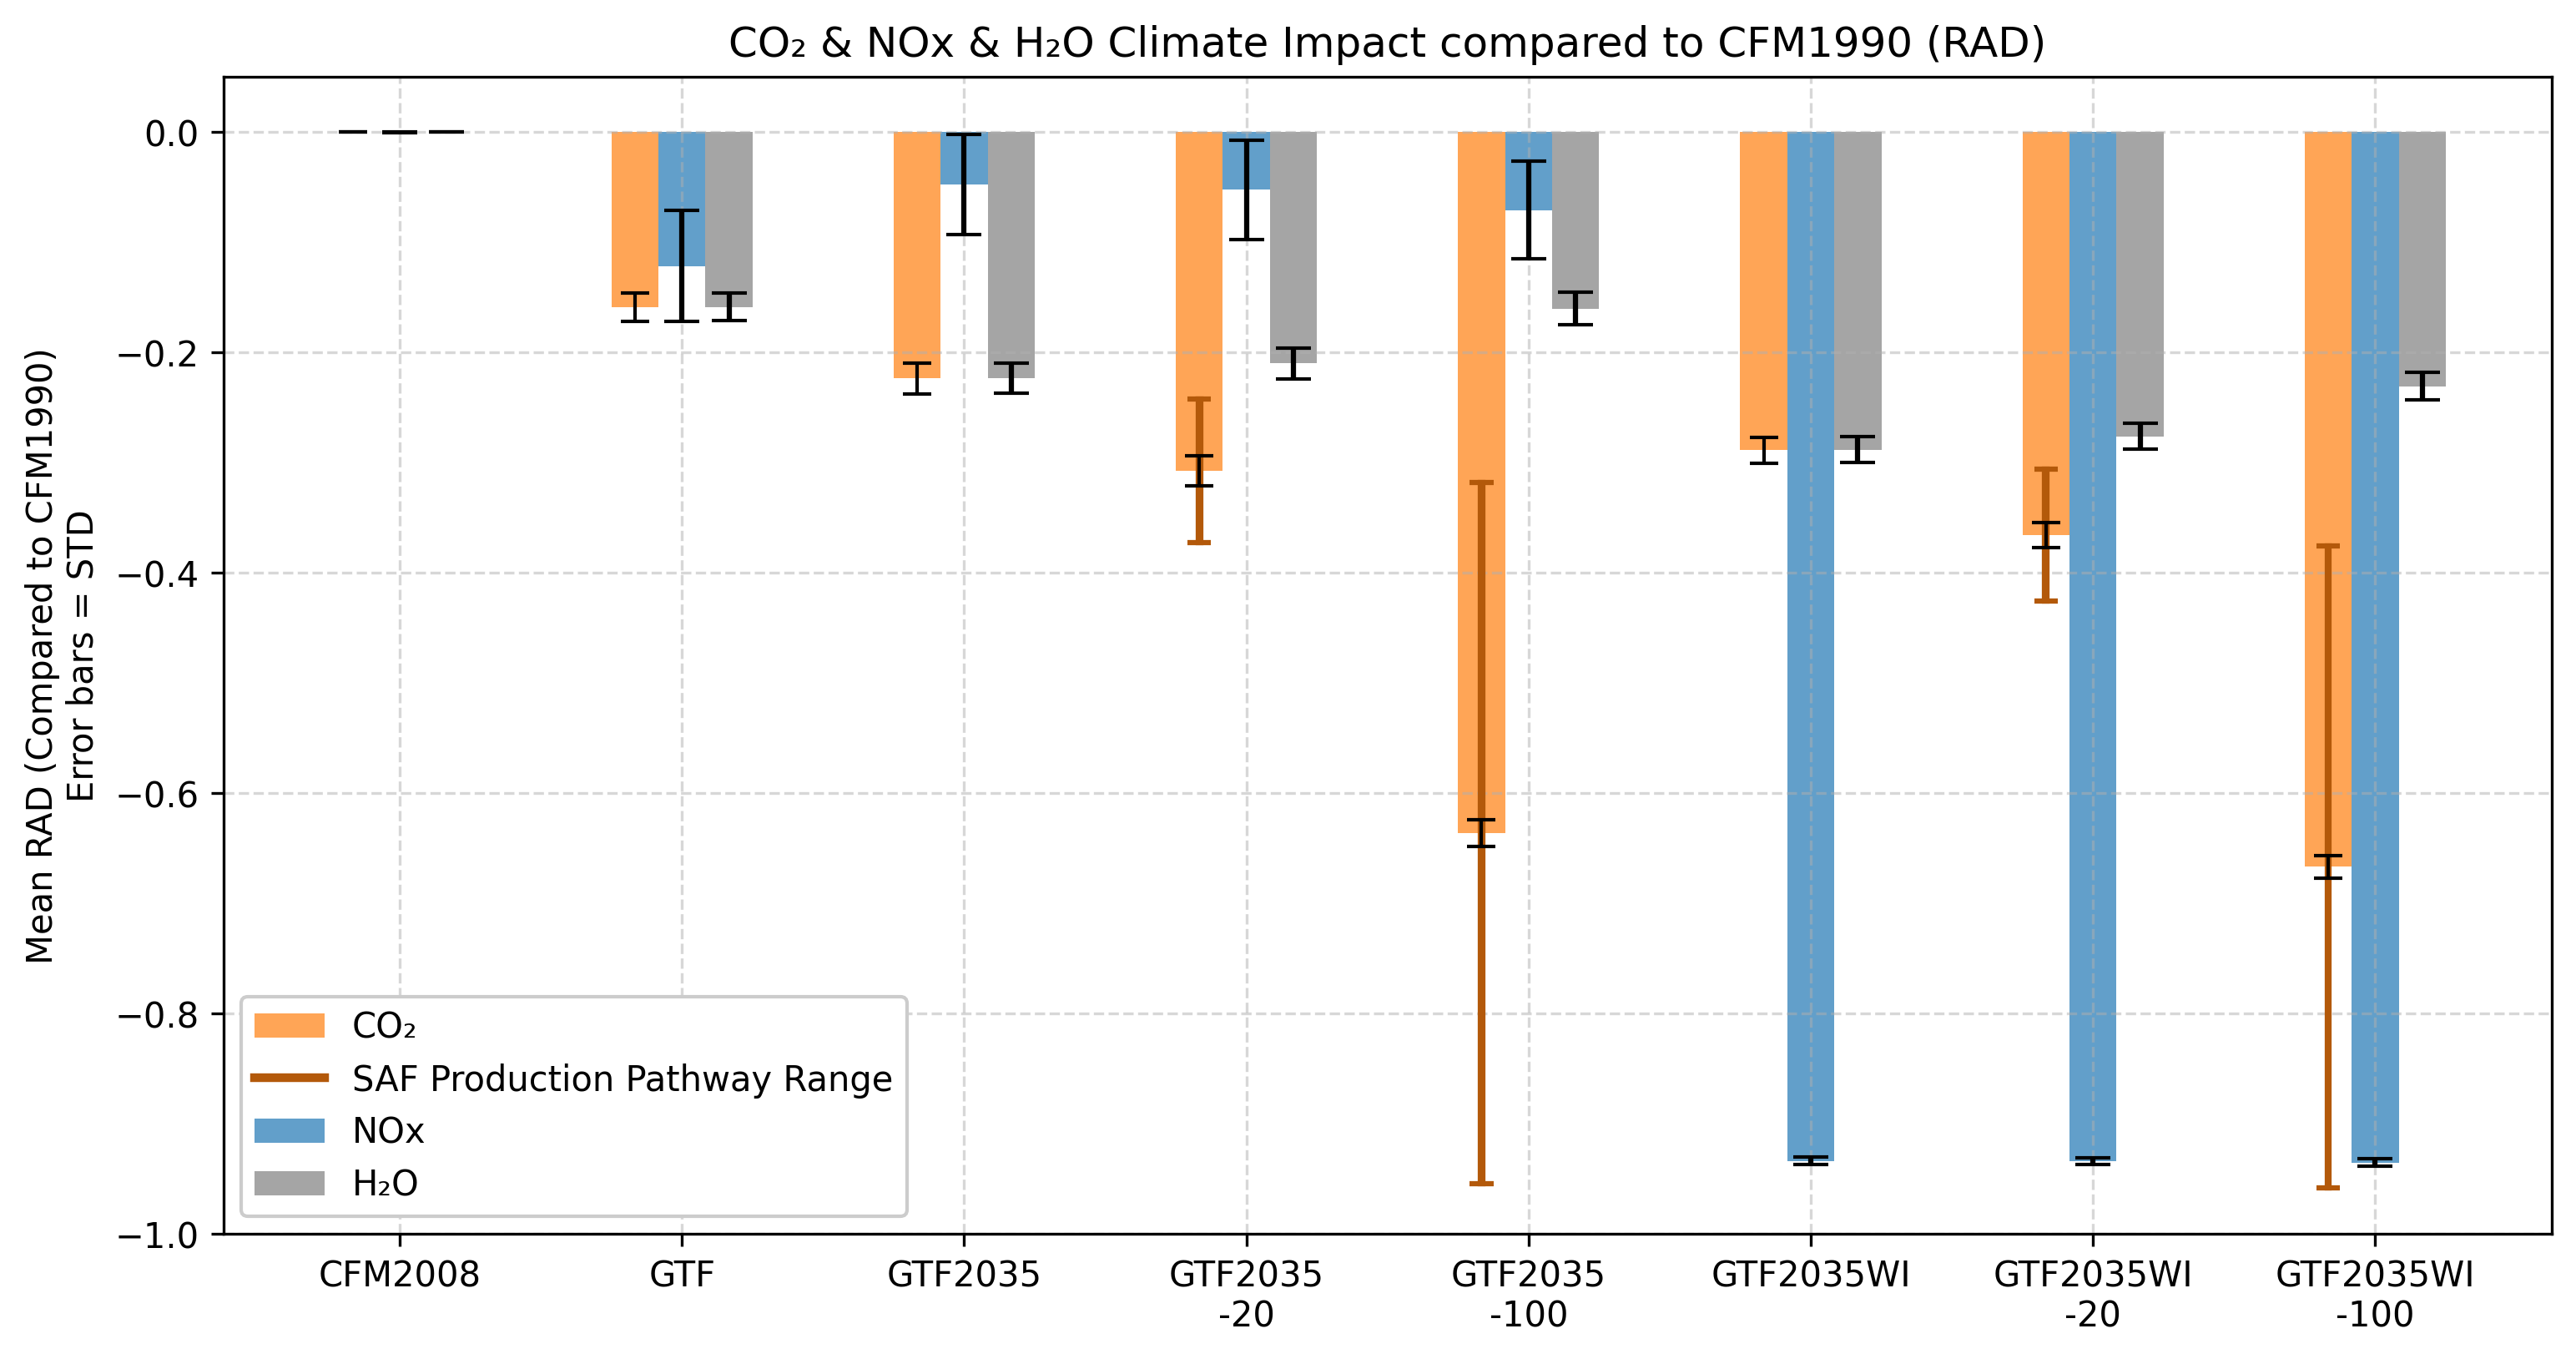 CO₂ & NOx & H₂O Climate Impact compared to CFM1990 (RAD)
Mean RAD (Compared to CFM1990)
Error bars = STD
0.0
−0.2
−0.4
−0.6
−0.8
−1.0
CO₂
SAF Production Pathway Range
NOx
H₂O
CFM2008
GTF
GTF2035
GTF2035
-20
GTF2035
-100
GTF2035WI
GTF2035WI
-20
GTF2035WI
-100